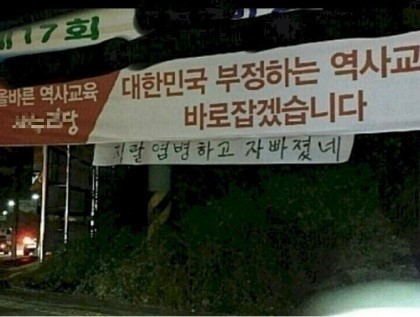 제17회
올바른 역사교육
새누리당
대한민국 부정하는 역사교
바로잡겠습니다
지랄 염병하고 자빠졌네